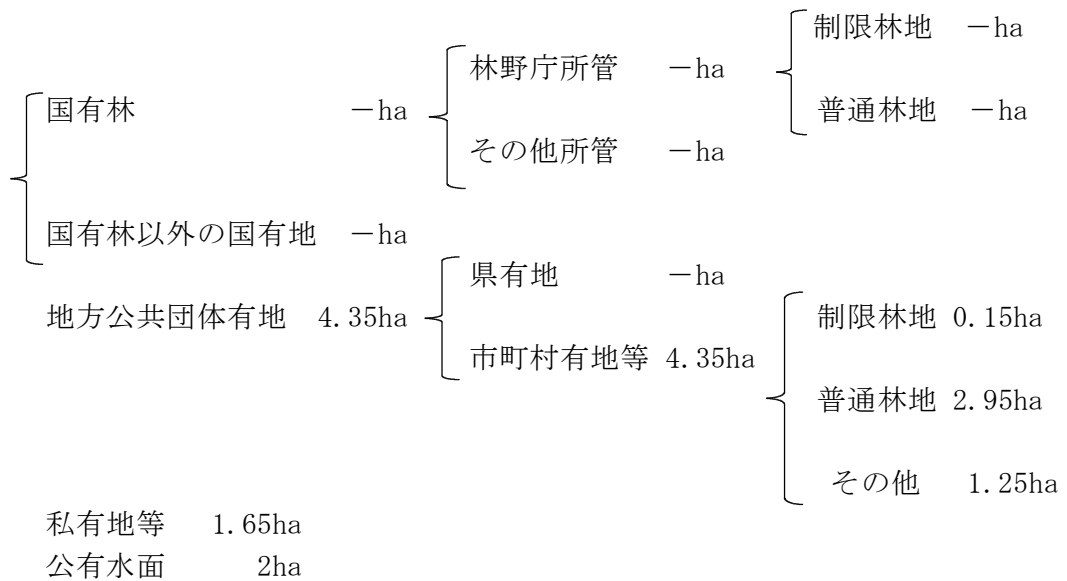 制限林地 －ha
林野庁所管 －ha
国有林 －ha
普通林地 －ha
その他所管 －ha
国有林以外の国有地 －ha
県有地 －ha
地方公共団体有地 4.35ha
制限林地 0.15ha
市町村有地等 4.35ha
普通林地 2.95ha
その他 1.25ha
私有地等 1.65ha
公有水面 2ha